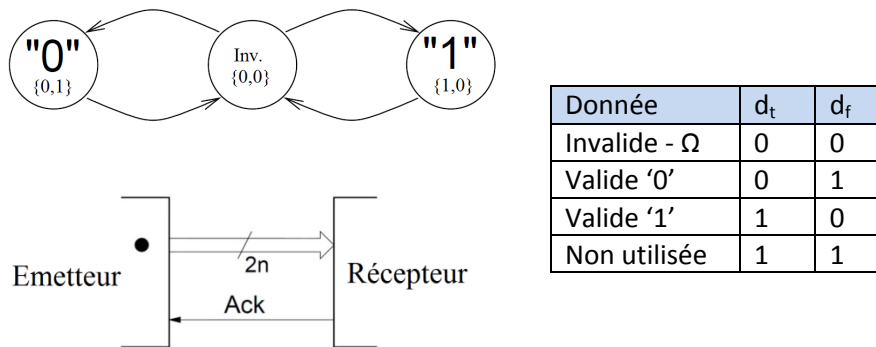 "0"
{0,1}
Inv.
{0,0}
"1"
{1,0}
Donnée dt df
Invalide - Ω 0 0
Valide ‘0’ 0 1
Valide ‘1’ 1 0
Non utilisée 1 1
Emetteur
2n
Ack
Récepteur